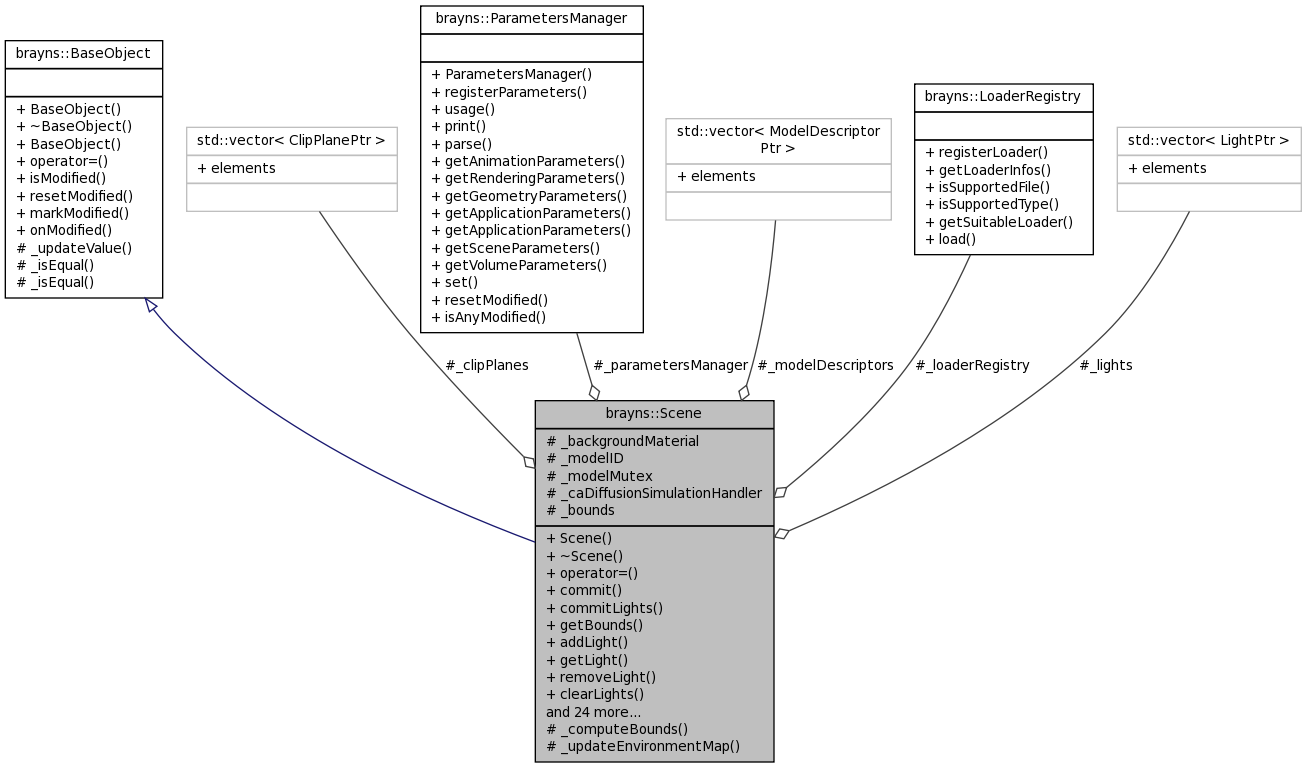 brayns::BaseObject
+ BaseObject()
+ ~BaseObject()
+ BaseObject()
+ operator=()
+ isModified()
+ resetModified()
+ markModified()
+ onModified()
# _updateValue()
# _isEqual()
# _isEqual()
std::vector< ClipPlanePtr >
+ elements
brayns::ParametersManager
+ ParametersManager()
+ registerParameters()
+ usage()
+ print()
+ parse()
+ getAnimationParameters()
+ getRenderingParameters()
+ getGeometryParameters()
+ getApplicationParameters()
+ getApplicationParameters()
+ getSceneParameters()
+ getVolumeParameters()
+ set()
+ resetModified()
+ isAnyModified()
std::vector< ModelDescriptor
Ptr >
+ elements
brayns::LoaderRegistry
+ registerLoader()
+ getLoaderInfos()
+ isSupportedFile()
+ isSupportedType()
+ getSuitableLoader()
+ load()
std::vector< LightPtr >
+ elements
#_clipPlanes
#_parametersManager
#_modelDescriptors
#_loaderRegistry
#_lights
brayns::Scene
# _backgroundMaterial
# _modelID
# _modelMutex
# _caDiffusionSimulationHandler
# _bounds
+ Scene()
+ ~Scene()
+ operator=()
+ commit()
+ commitLights()
+ getBounds()
+ addLight()
+ getLight()
+ removeLight()
+ clearLights()
and 24 more...
# _computeBounds()
# _updateEnvironmentMap()